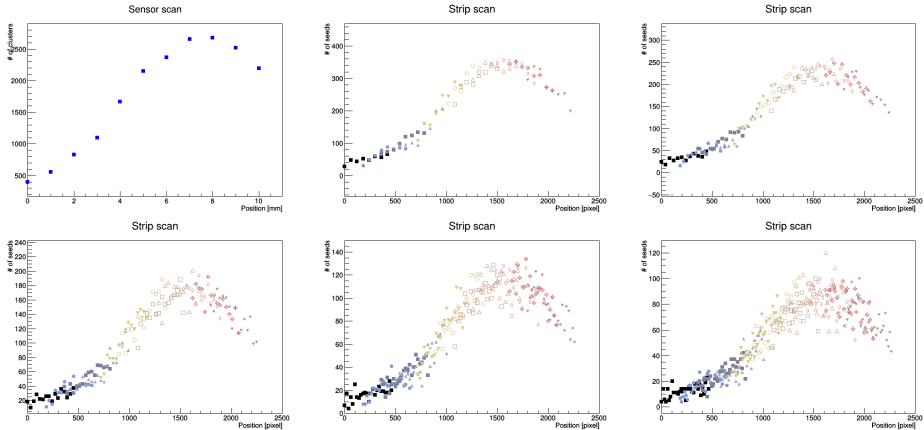 Sensor scan
# of clusters
2500
2000
1500
1000
500
0 2 4 6 8 10
Position [mm]
Strip scan
# of seeds
400
300
200
100
0
0 500 1000 1500 2000 2500
Position [pixel]
Strip scan
# of seeds
300
250
200
150
100
50
0
−50
0 500 1000 1500 2000 2500
Position [pixel]
Strip scan
# of seeds
200
180
160
140
120
100
80
60
40
20
0 500 1000 1500 2000 2500
Position [pixel]
Strip scan
# of seeds
140
120
100
80
60
40
20
0
0 500 1000 1500 2000 2500
Position [pixel]
Strip scan
# of seeds
120
100
80
60
40
20
0
0 500 1000 1500 2000 2500
Position [pixel]